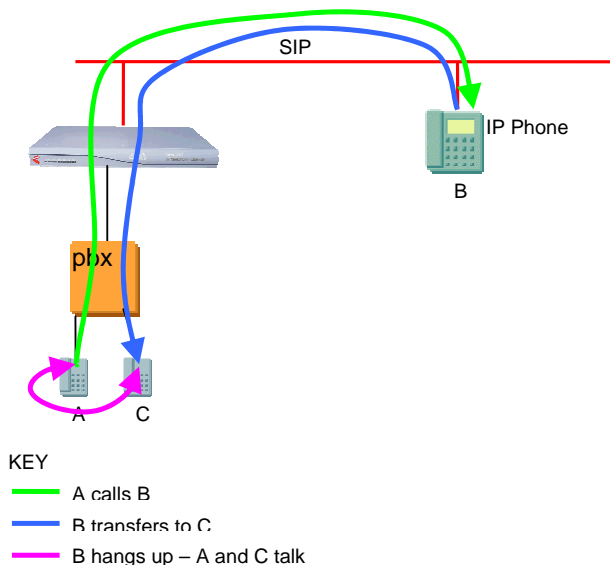 SIP
IP Phone
B
pbx
A C
KEY
A calls B
B transfers to C
B hangs up – A and C talk